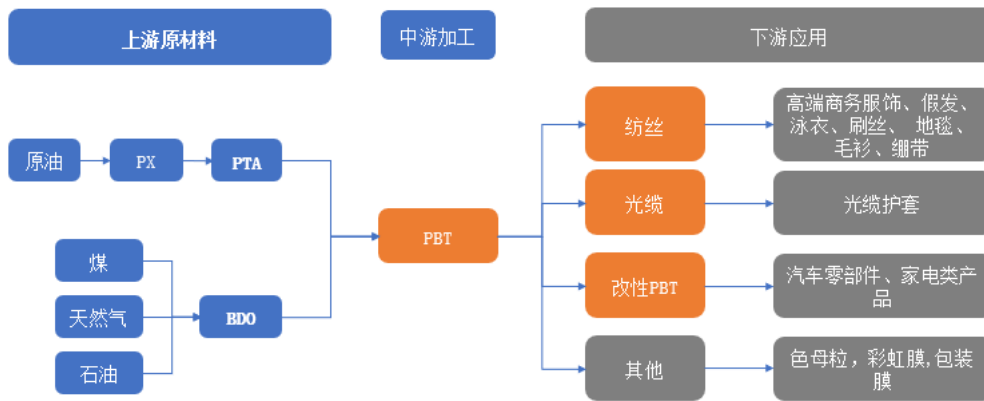 上游原材料
中游加工
下游应用
原油
PX
PTA
煤
天然气
石油
BDO
PBT
纺丝
高端商务服饰、假发、
泳衣、刷丝、 地毯、
毛衫、绷带
光缆
光缆护套
改性PBT
汽车零部件、家电类产
品
其他
色母粒，彩虹膜,包装
膜